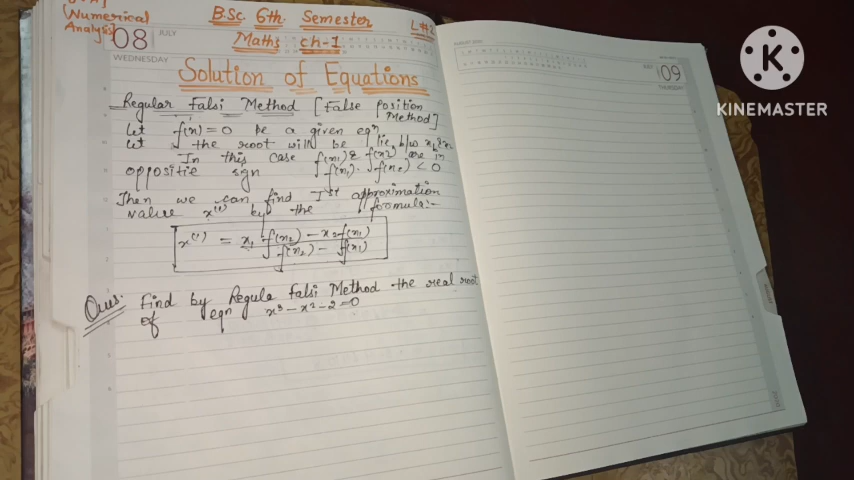 [Numerical
Analysis]
B.Sc. 6th Semester
L#2
Maths ch-1
08 JULY
WEDNESDAY
Solution of Equations
Regular Falsi Method [False position
Method]
Let f(x)=0 be a given eqn
Let the root will be lie b/w x1 & x2
In this case f(x1) & f(x2) are in
oppositie sign f(x1). f(x2) < 0
Then we can find Ist approximation
value x(1) by the formula:-
x(1) = x1 f(x2) - x2 f(x1)
f(x2) - f(x1)
Ques. Find by Regula Falsi Method the real root
of eqn x3-x2-2=0
09
THURSDAY
K
KINEMASTER